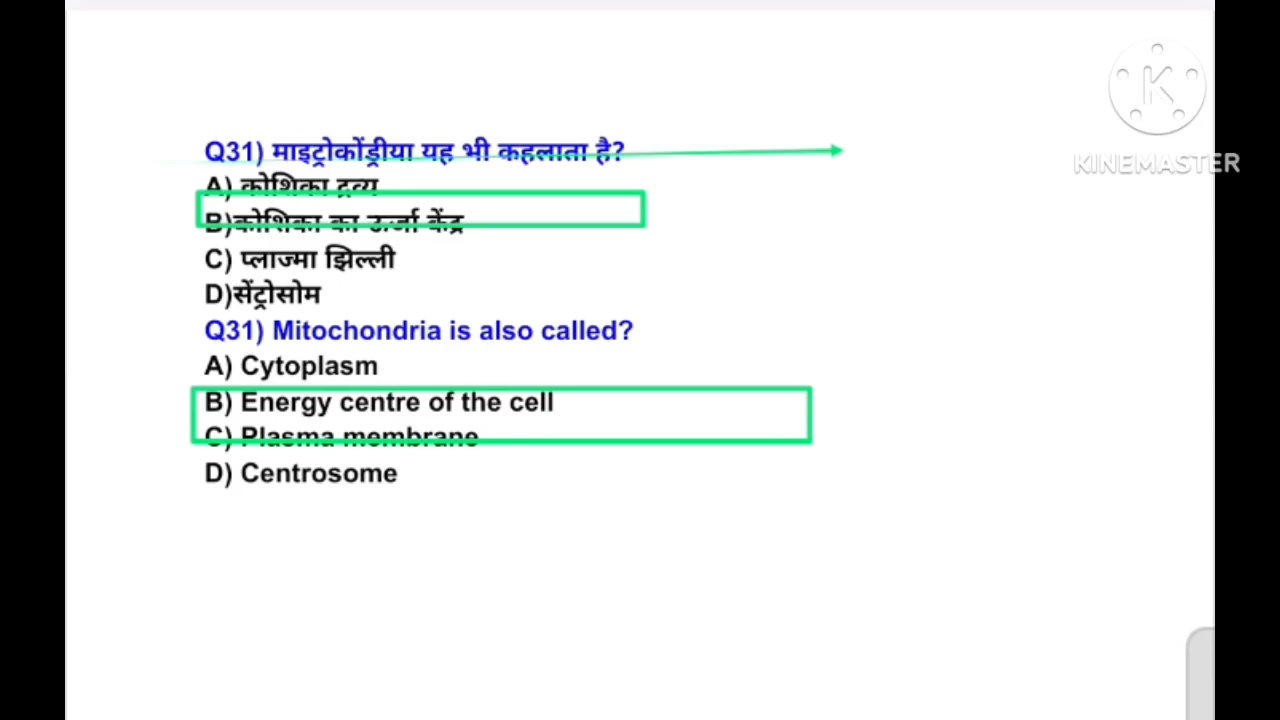 Q31) माइट्रोकोंड्रीया यह भी कहलाता है?
A) कोशिका द्रव्य
B)कोशिका का उर्जा केंद्र
C) प्लाज्मा झिल्ली
D)सेंट्रोसोम
Q31) Mitochondria is also called?
A) Cytoplasm
B) Energy centre of the cell
C) Plasma membrane
D) Centrosome
K
KINEMASTER